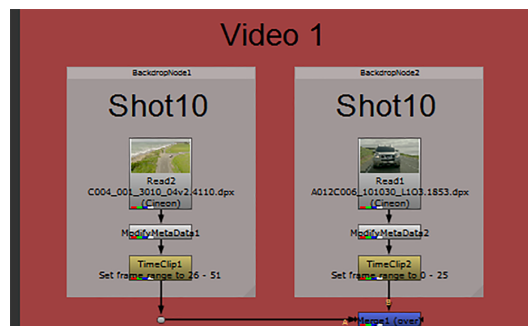 Video 1
BackdropNode1
Shot10
Read2
C004_001_3010_04v2.4110.dpx
(Cineon)
ModifyMetaData1
TimeClip1
Set frame range to 26 - 51
BackdropNode2
Shot10
Read1
A012C006_101030_L1O3.1853.dpx
(Cineon)
ModifyMetaData2
TimeClip2
Set frame range to 0 - 25
B
A
Merge1 (over)